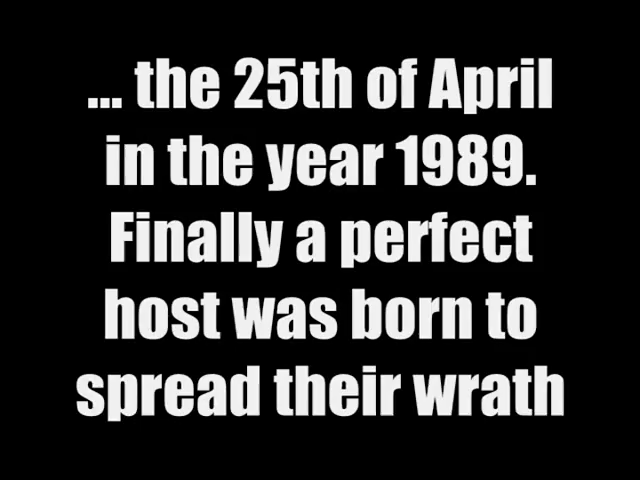 ... the 25th of April
in the year 1989.
Finally a perfect
host was born to
spread their wrath